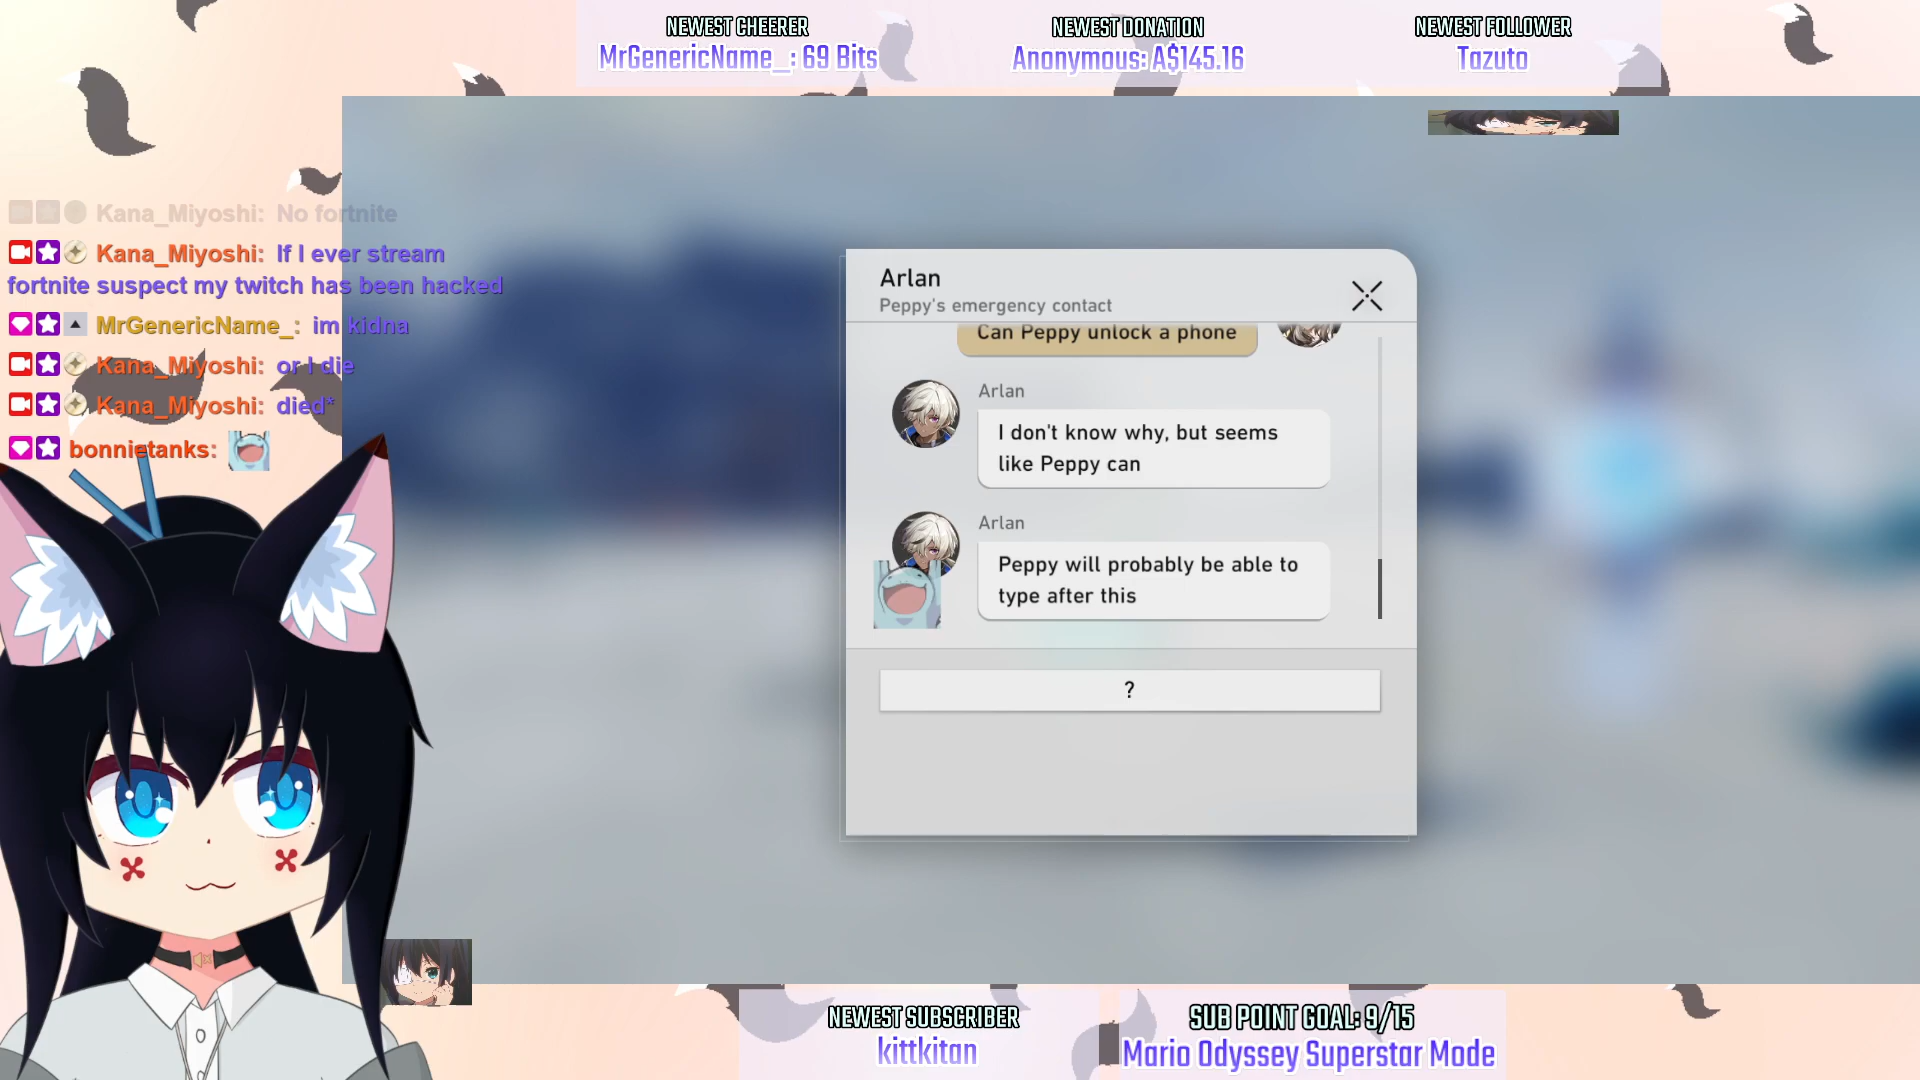 NEWEST CHEERER
MrGenericName_: 69 Bits
NEWEST DONATION
Anonymous: A$145.16
NEWEST FOLLOWER
Tazuto
Kana_Miyoshi: No fortnite
Kana_Miyoshi: If I ever stream
fortnite suspect my twitch has been hacked
MrGenericName_: im kidna
Kana_Miyoshi: or I die
Kana_Miyoshi: died*
bonnietanks:
Arlan
Peppy's emergency contact
Can Peppy unlock a phone
Arlan
I don't know why, but seems
like Peppy can
Arlan
Peppy will probably be able to
type after this
?
NEWEST SUBSCRIBER
kittkitan
SUB POINT GOAL: 9/15
Mario Odyssey Superstar Mode